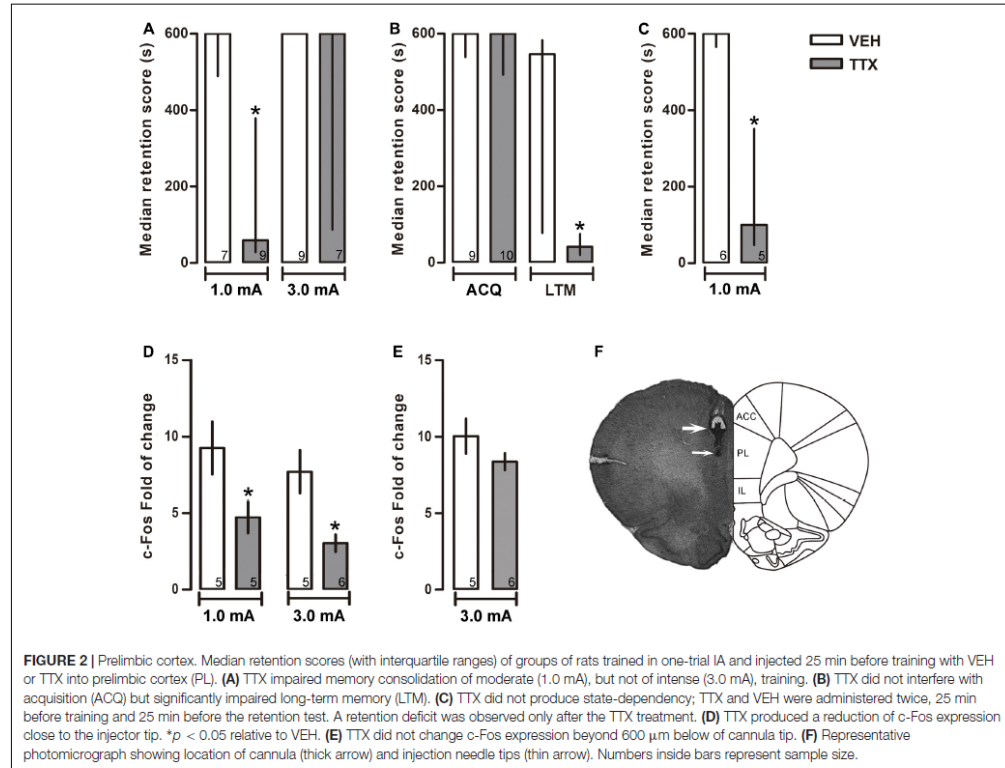 A
B
C
VEH
TTX
Median retention score (s)
600
400
200
0
*
7
9
9
7
1.0 mA
3.0 mA
Median retention score (s)
600
400
200
0
*
9
10
ACQ
LTM
Median retention score (s)
600
400
200
0
*
6
5
1.0 mA
D
E
F
c-Fos Fold of change
15
10
5
0
*
*
5
5
5
6
1.0 mA
3.0 mA
c-Fos Fold of change
15
10
5
0
5
6
3.0 mA
ACC
PL
IL
FIGURE 2 | Prelimbic cortex. Median retention scores (with interquartile ranges) of groups of rats trained in one-trial IA and injected 25 min before training with VEH
or TTX into prelimbic cortex (PL). (A) TTX impaired memory consolidation of moderate (1.0 mA), but not of intense (3.0 mA), training. (B) TTX did not interfere with
acquisition (ACQ) but significantly impaired long-term memory (LTM). (C) TTX did not produce state-dependency; TTX and VEH were administered twice, 25 min
before training and 25 min before the retention test. A retention deficit was observed only after the TTX treatment. (D) TTX produced a reduction of c-Fos expression
close to the injector tip. *p < 0.05 relative to VEH. (E) TTX did not change c-Fos expression beyond 600 μm below of cannula tip. (F) Representative
photomicrograph showing location of cannula (thick arrow) and injection needle tips (thin arrow). Numbers inside bars represent sample size.